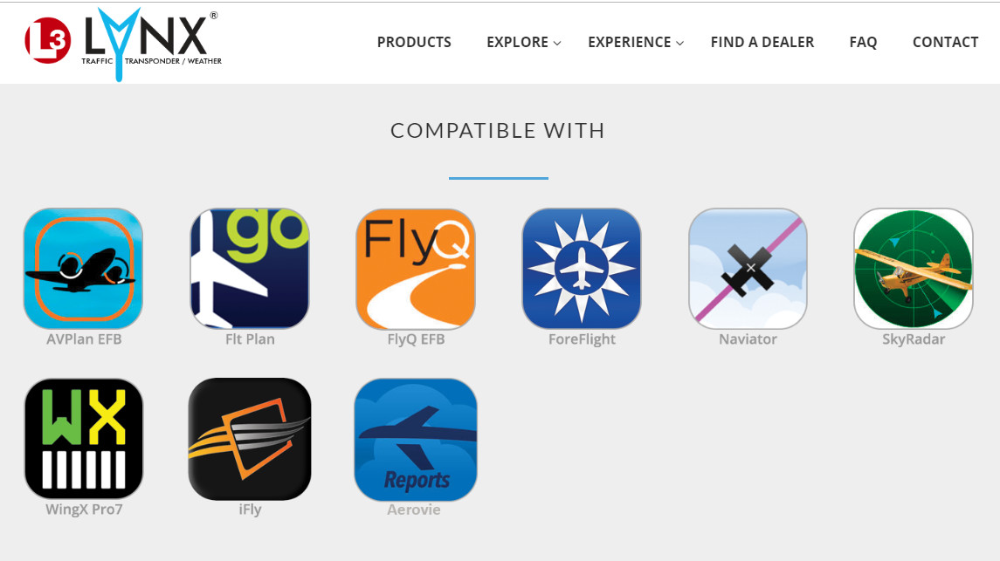 L3 LYNX®
TRAFFIC TRANSPONDER / WEATHER
PRODUCTS EXPLORE EXPERIENCE FIND A DEALER FAQ CONTACT
COMPATIBLE WITH
go
FlyQ
AVPlan EFB Flt Plan FlyQ EFB ForeFlight Naviator SkyRadar
WX
Reports
WingX Pro7 iFly Aerovie